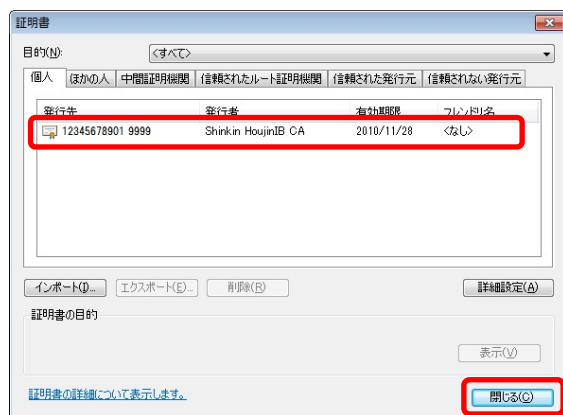 証明書
目的(N): <すべて>
個人 ほかの人 中間証明機関 信頼されたルート証明機関 信頼された発行元 信頼されない発行元
発行先 発行者 有効期限 フレンドリ名
12345678901 9999 Shinkin HoujinIB CA 2010/11/28 <なし>
インポート(I)... エクスポート(E)... 削除(R) 詳細設定(A)
証明書の目的
表示(V)
証明書の詳細について表示します。 閉じる(C)